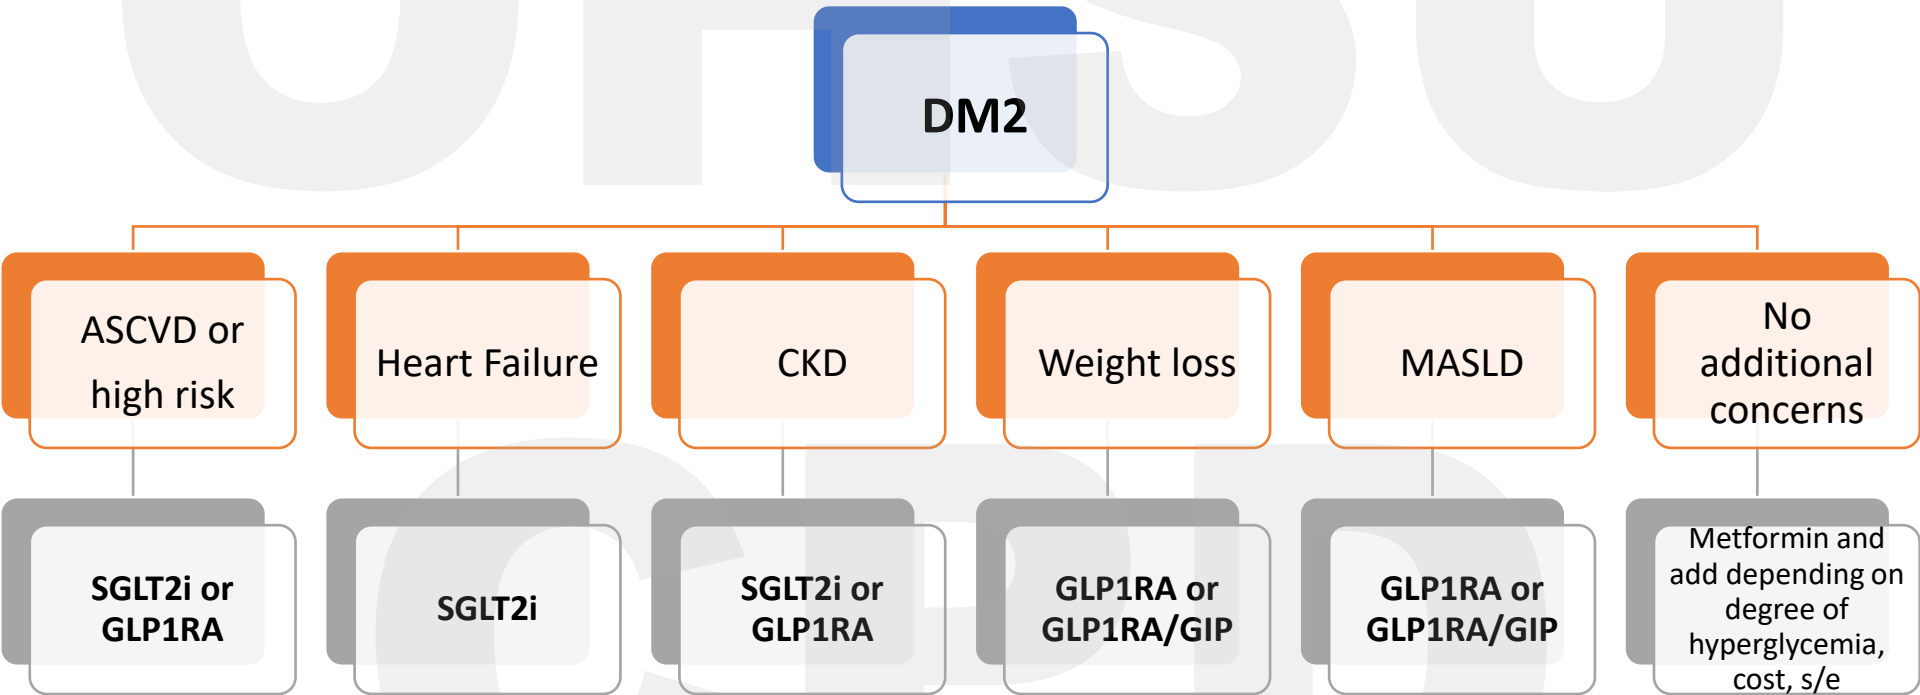 OHSU
DM2
ASCVD or
high risk
Heart Failure
CKD
Weight loss
MASLD
No
additional
concerns
SGLT2i or
GLP1RA
SGLT2i
SGLT2i or
GLP1RA
GLP1RA or
GLP1RA/GIP
GLP1RA or
GLP1RA/GIP
Metformin and
add depending on
degree of
hyperglycemia,
cost, s/e
CPD